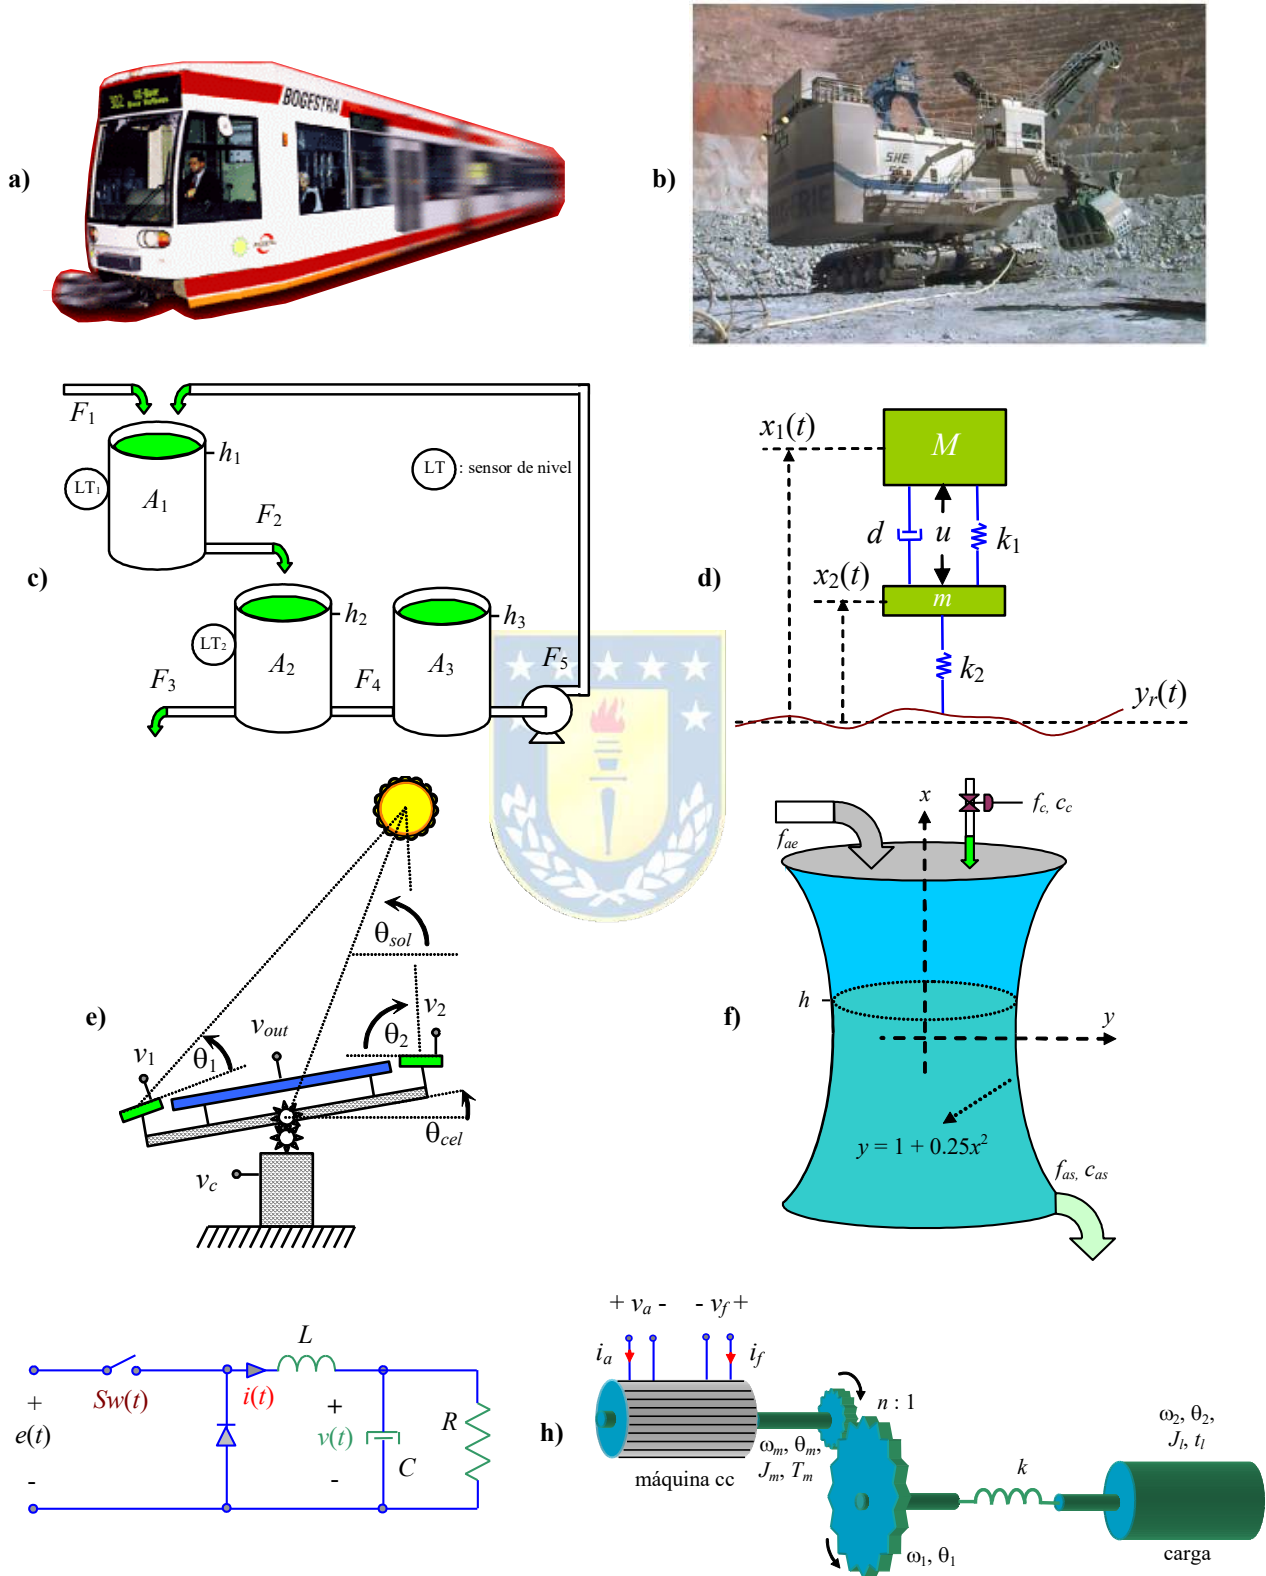 a)
302
BOGESTRA
b)
SHE
F1
h1
LT1
A1
F2
LT : sensor de nivel
c)
h2
LT2
A2
h3
A3
F3
F4
F5
x1(t)
M
d
u
k1
d)
x2(t)
m
k2
yr(t)
e)
θsol
v2
vout
θ2
v1
θ1
θcel
vc
f)
x
fc, cc
fae
h
y
y = 1 + 0.25x²
fas, cas
L
+
Sw(t)
i(t)
+
e(t)
v(t)
R
-
-
C
h)
+ va -
- vf +
ia
if
n : 1
ωm, θm,
Jm, Tm
máquina cc
ω2, θ2,
Jl, tl
k
ω1, θ1
carga